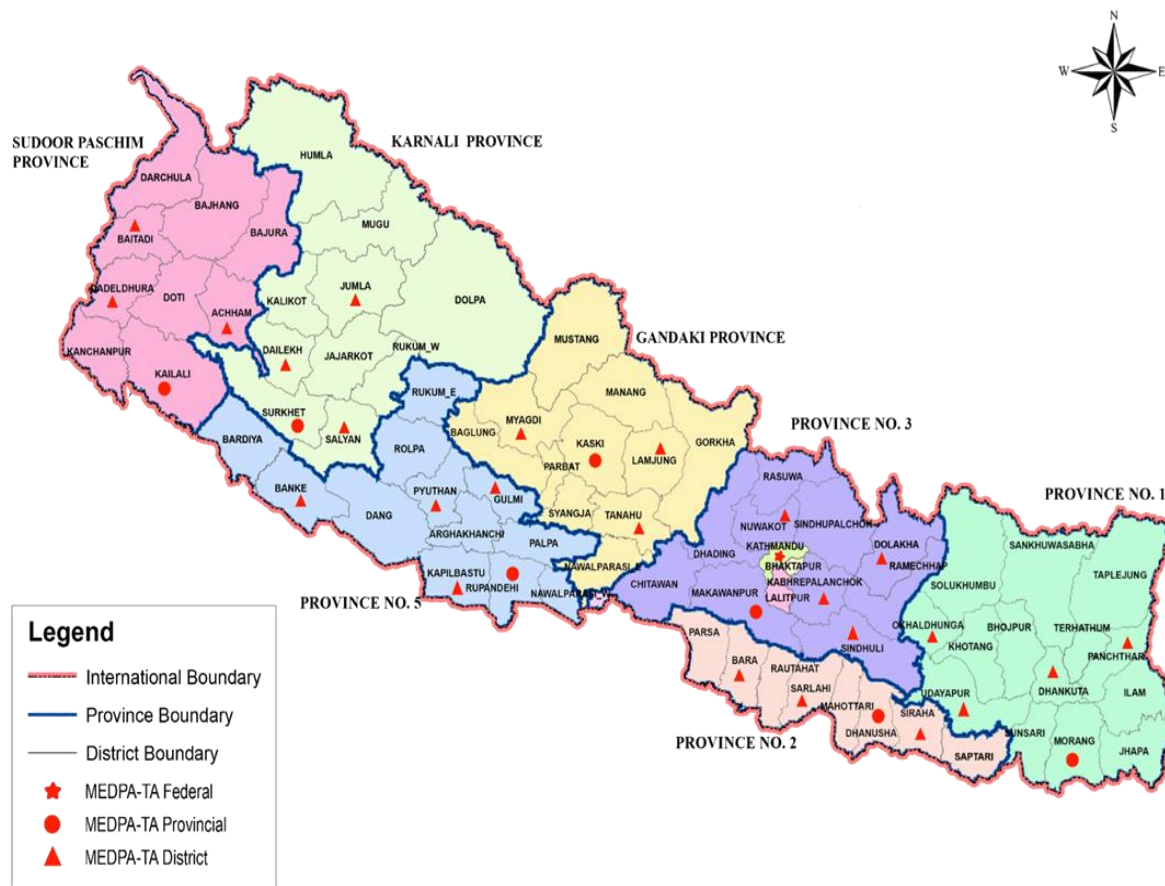 N
W
E
S
SUDOOR PASCHIM
PROVINCE
KARNALI PROVINCE
HUMLA
DARCHULA
BAJHANG
MUGU
BAJURA
BAITADI
JUMLA
DADELDHURA
DOTI
KALIKOT
DOLPA
ACHHAM
MUSTANG
GANDAKI PROVINCE
KANCHANPUR
DAILEKH
JAJARKOT
RUKUM_W
KAILALI
RUKUM_E
MANANG
SURKHET
MYAGDI
PROVINCE NO. 3
BARDIYA
SALYAN
ROLPA
BAGLUNG
KASKI
GORKHA
PARBAT
LAMJUNG
RASUWA
BANKE
PYUTHAN
GULMI
PROVINCE NO. 1
DANG
SYANGJA
TANAHU
NUWAKOT
SINDHUPALCHOK
ARGHAKHANCHI
PALPA
DHADING
KATHMANDU
DOLAKHA
SANKHUWASABHA
BHAKTAPUR
RAMECHHAP
TAPLEJUNG
NAWALPARASI_E
KAPILBASTU
CHITAWAN
KABHREPALANCHOK
SOLUKHUMBU
RUPANDEHI
NAWALPARASI_W
MAKAWANPUR
LALITPUR
PROVINCE NO. 5
OKHALDHUNGA
BHOJPUR
TERHATHUM
PARSA
SINDHULI
KHOTANG
PANCHTHAR
BARA
RAUTAHAT
SARLAHI
UDAYAPUR
DHANKUTA
ILAM
MAHOTTARI
SIRAHA
DHANUSHA
SUNSARI
MORANG
PROVINCE NO. 2
SAPTARI
JHAPA
Legend
International Boundary
Province Boundary
District Boundary
MEDPA-TA Federal
MEDPA-TA Provincial
MEDPA-TA District